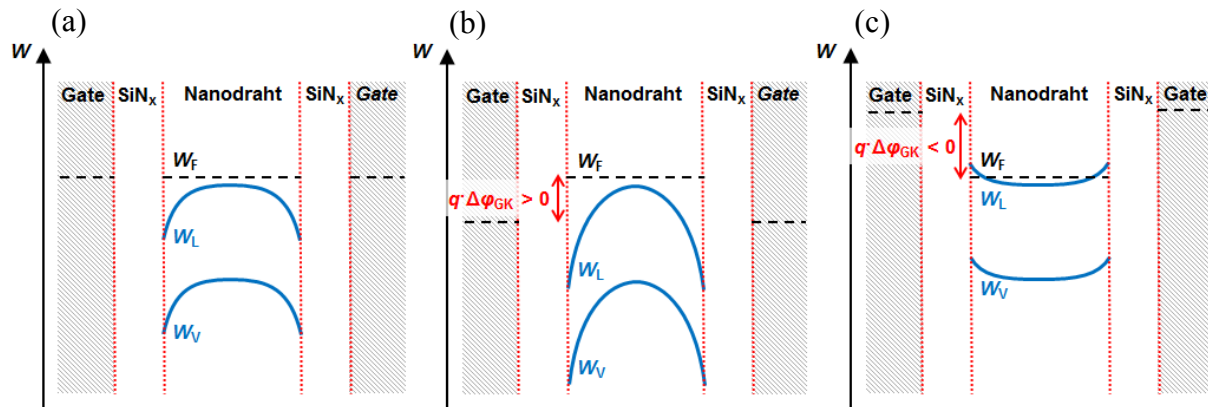 (a)
W
Gate SiNx Nanodraht SiNx Gate
WF
WL
WV
(b)
W
Gate SiNx Nanodraht SiNx Gate
WF
q·ΔφGK > 0
WL
WV
(c)
W
Gate SiNx Nanodraht SiNx Gate
q·ΔφGK < 0
WF
WL
WV